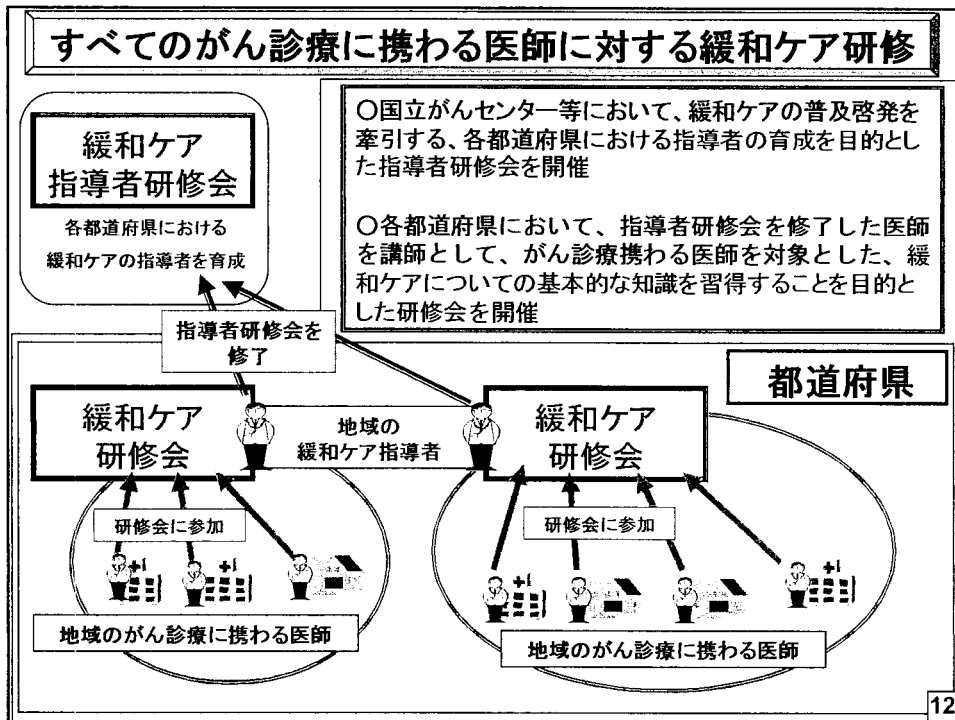 すべてのがん診療に携わる医師に対する緩和ケア研修
緩和ケア
指導者研修会
各都道府県における
緩和ケアの指導者を育成
〇国立がんセンター等において、緩和ケアの普及啓発を
牽引する、各都道府県における指導者の育成を目的とし
た指導者研修会を開催
〇各都道府県において、指導者研修会を修了した医師
を講師として、がん診療携わる医師を対象とした、緩
和ケアについての基本的な知識を習得することを目的と
した研修会を開催
指導者研修会を
修了
都道府県
緩和ケア
研修会
地域の
緩和ケア指導者
緩和ケア
研修会
研修会に参加
研修会に参加
地域のがん診療に携わる医師
地域のがん診療に携わる医師
12